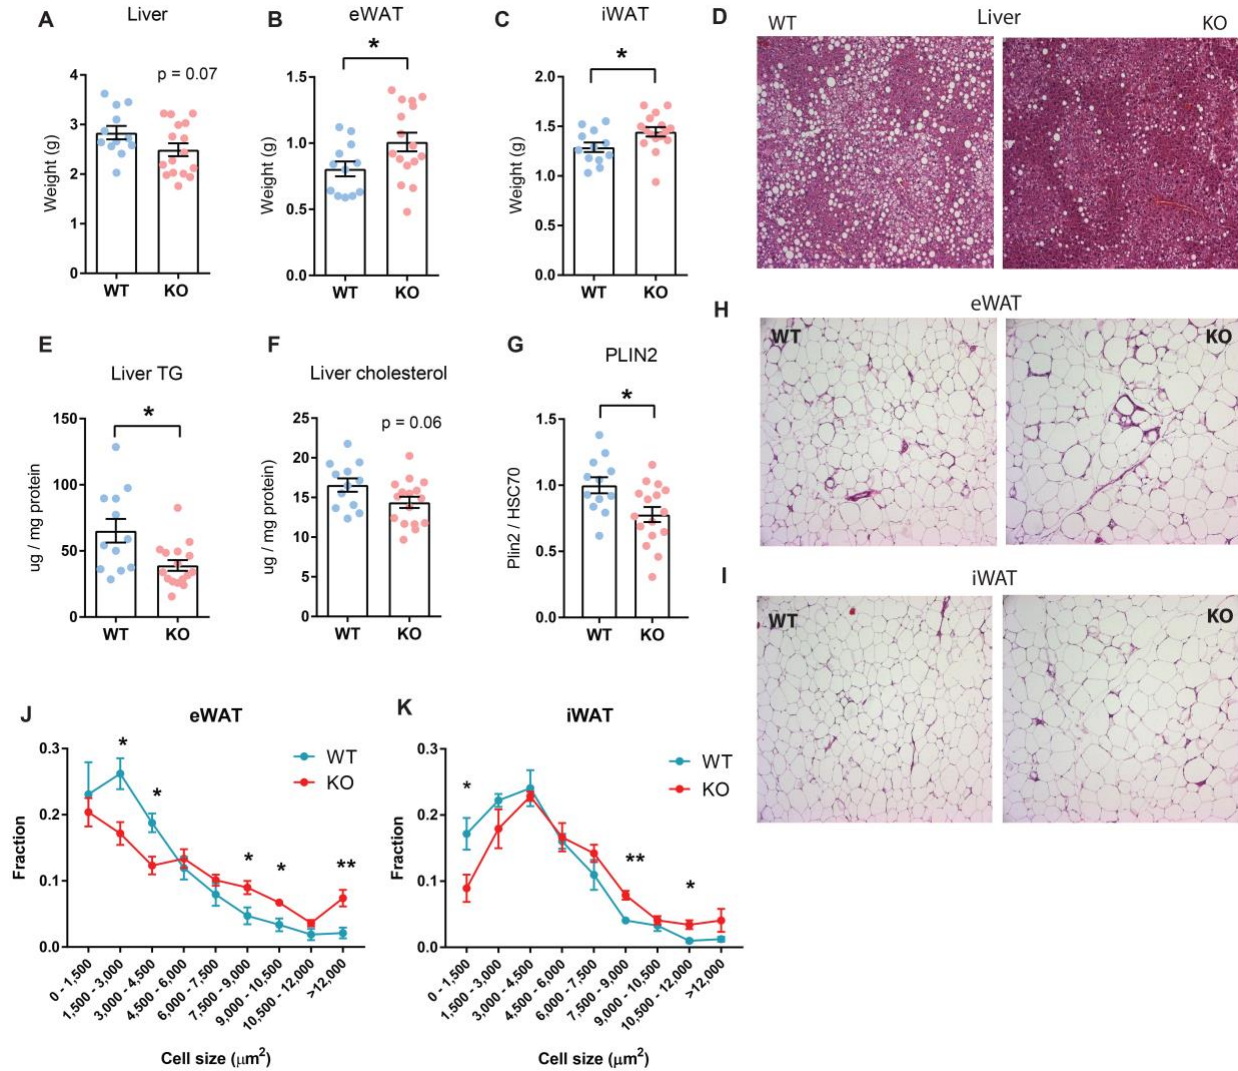 A
Liver
p = 0.07
Weight (g)
4
3
2
1
0
WT
KO
B
eWAT
*
Weight (g)
1.5
1.0
0.5
0.0
WT
KO
C
iWAT
*
Weight (g)
2.0
1.5
1.0
0.5
0.0
WT
KO
D
WT
Liver
KO
E
Liver TG
*
ug / mg protein
150
100
50
0
WT
KO
F
Liver cholesterol
p = 0.06
ug / mg protein)
25
20
15
10
5
0
WT
KO
G
PLIN2
*
Plin2 / HSC70
1.5
1.0
0.5
0.0
WT
KO
H
eWAT
WT
KO
I
iWAT
WT
KO
J
eWAT
WT
KO
* * * * **
Fraction
0.3
0.2
0.1
0.0
0 - 1,500
1,500 - 3,000
3,000 - 4,500
4,500 - 6,000
6,000 - 7,500
7,500 - 9,000
9,000 - 10,500
10,500 - 12,000
>12,000
Cell size (μm²)
K
iWAT
WT
KO
* ** *
Fraction
0.3
0.2
0.1
0.0
0 - 1,500
1,500 - 3,000
3,000 - 4,500
4,500 - 6,000
6,000 - 7,500
7,500 - 9,000
9,000 - 10,500
10,500 - 12,000
>12,000
Cell size (μm²)